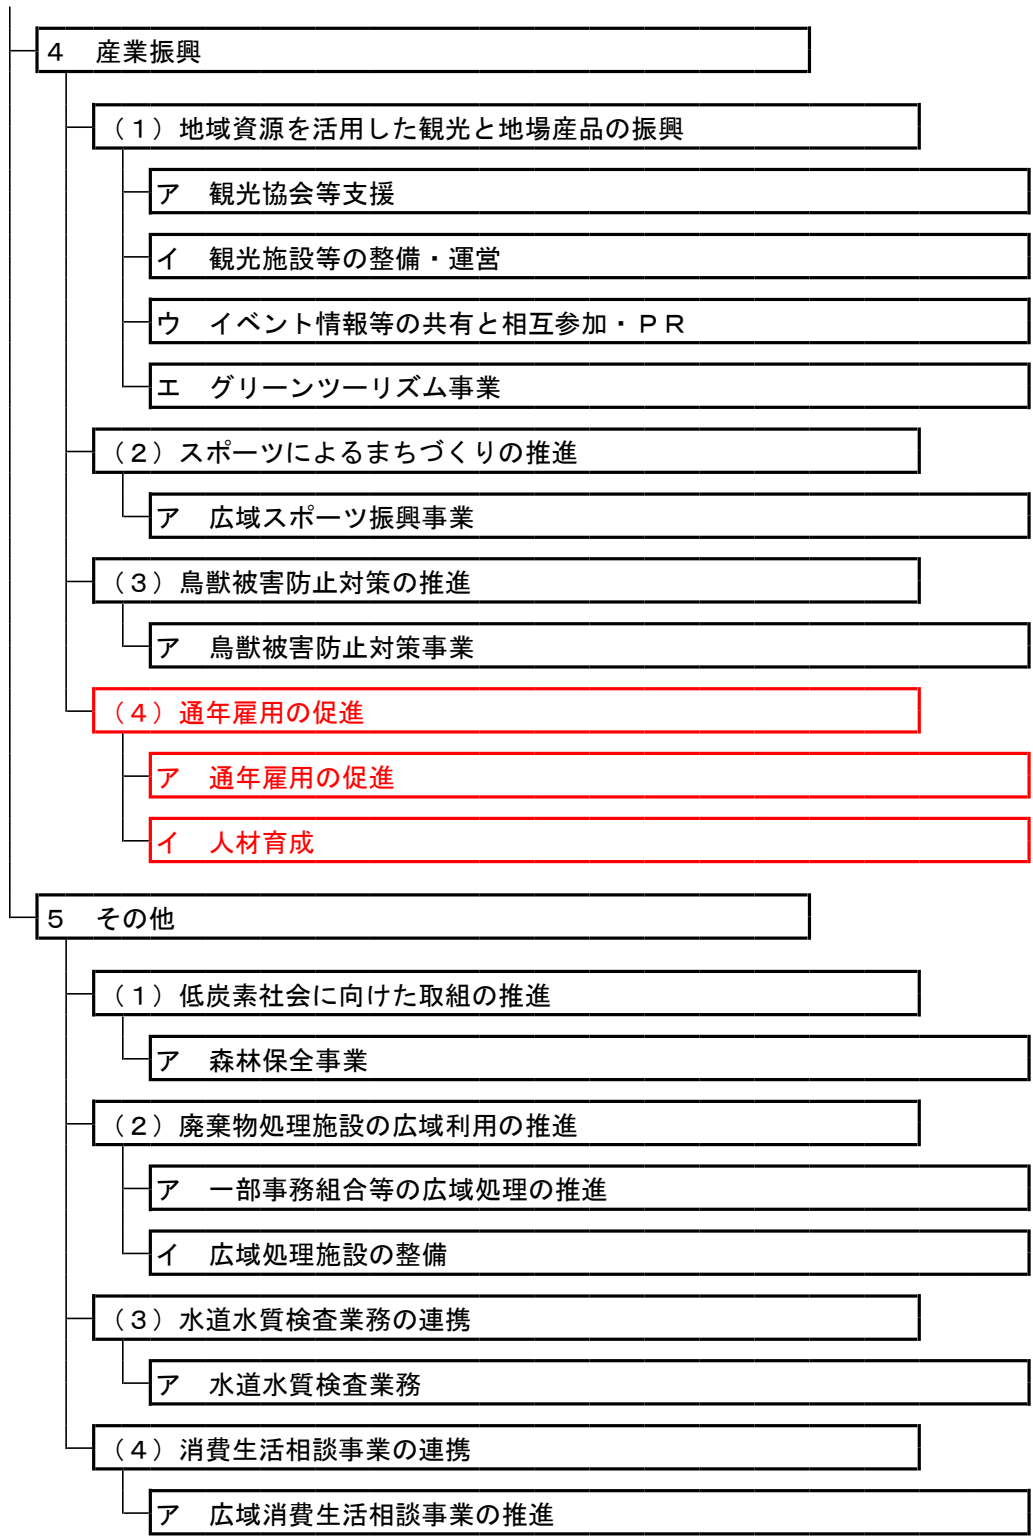 ４　産業振興
（１）地域資源を活用した観光と地場産品の振興
ア　観光協会等支援
イ　観光施設等の整備・運営
ウ　イベント情報等の共有と相互参加・ＰＲ
エ　グリーンツーリズム事業
（２）スポーツによるまちづくりの推進
ア　広域スポーツ振興事業
（３）鳥獣被害防止対策の推進
ア　鳥獣被害防止対策事業
（４）通年雇用の促進
ア　通年雇用の促進
イ　人材育成
５　その他
（１）低炭素社会に向けた取組の推進
ア　森林保全事業
（２）廃棄物処理施設の広域利用の推進
ア　一部事務組合等の広域処理の推進
イ　広域処理施設の整備
（３）水道水質検査業務の連携
ア　水道水質検査業務
（４）消費生活相談事業の連携
ア　広域消費生活相談事業の推進